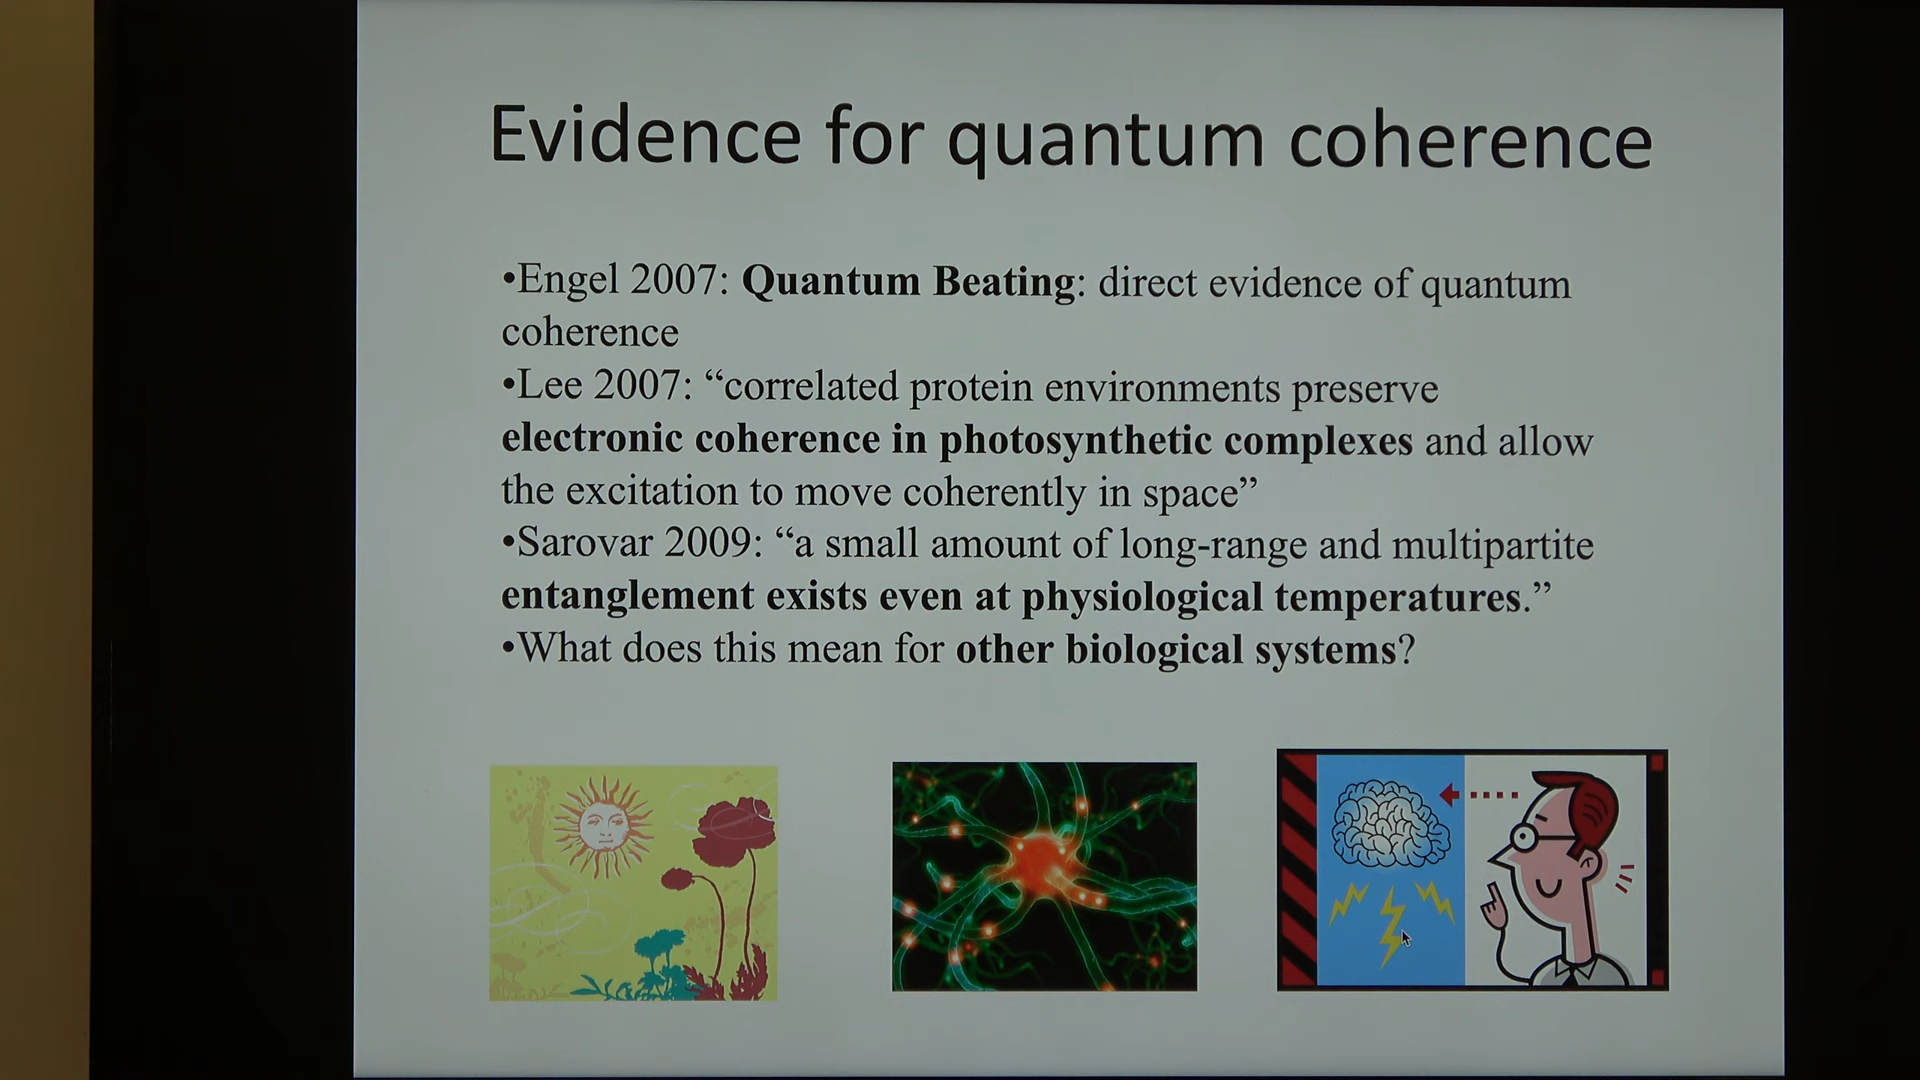 Evidence for quantum coherence
•Engel 2007: Quantum Beating: direct evidence of quantum
coherence
•Lee 2007: “correlated protein environments preserve
electronic coherence in photosynthetic complexes and allow
the excitation to move coherently in space”
•Sarovar 2009: “a small amount of long-range and multipartite
entanglement exists even at physiological temperatures.”
•What does this mean for other biological systems?